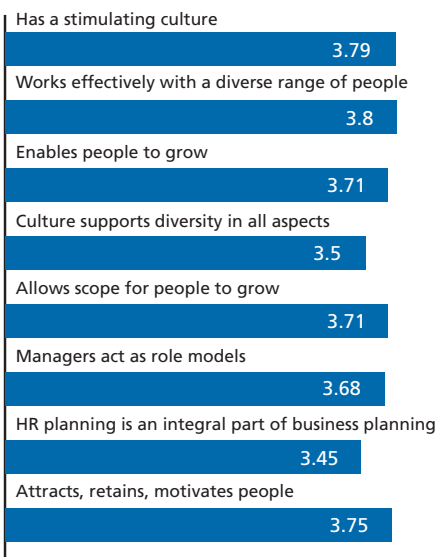 Has a stimulating culture
3.79
Works effectively with a diverse range of people
3.8
Enables people to grow
3.71
Culture supports diversity in all aspects
3.5
Allows scope for people to grow
3.71
Managers act as role models
3.68
HR planning is an integral part of business planning
3.45
Attracts, retains, motivates people
3.75